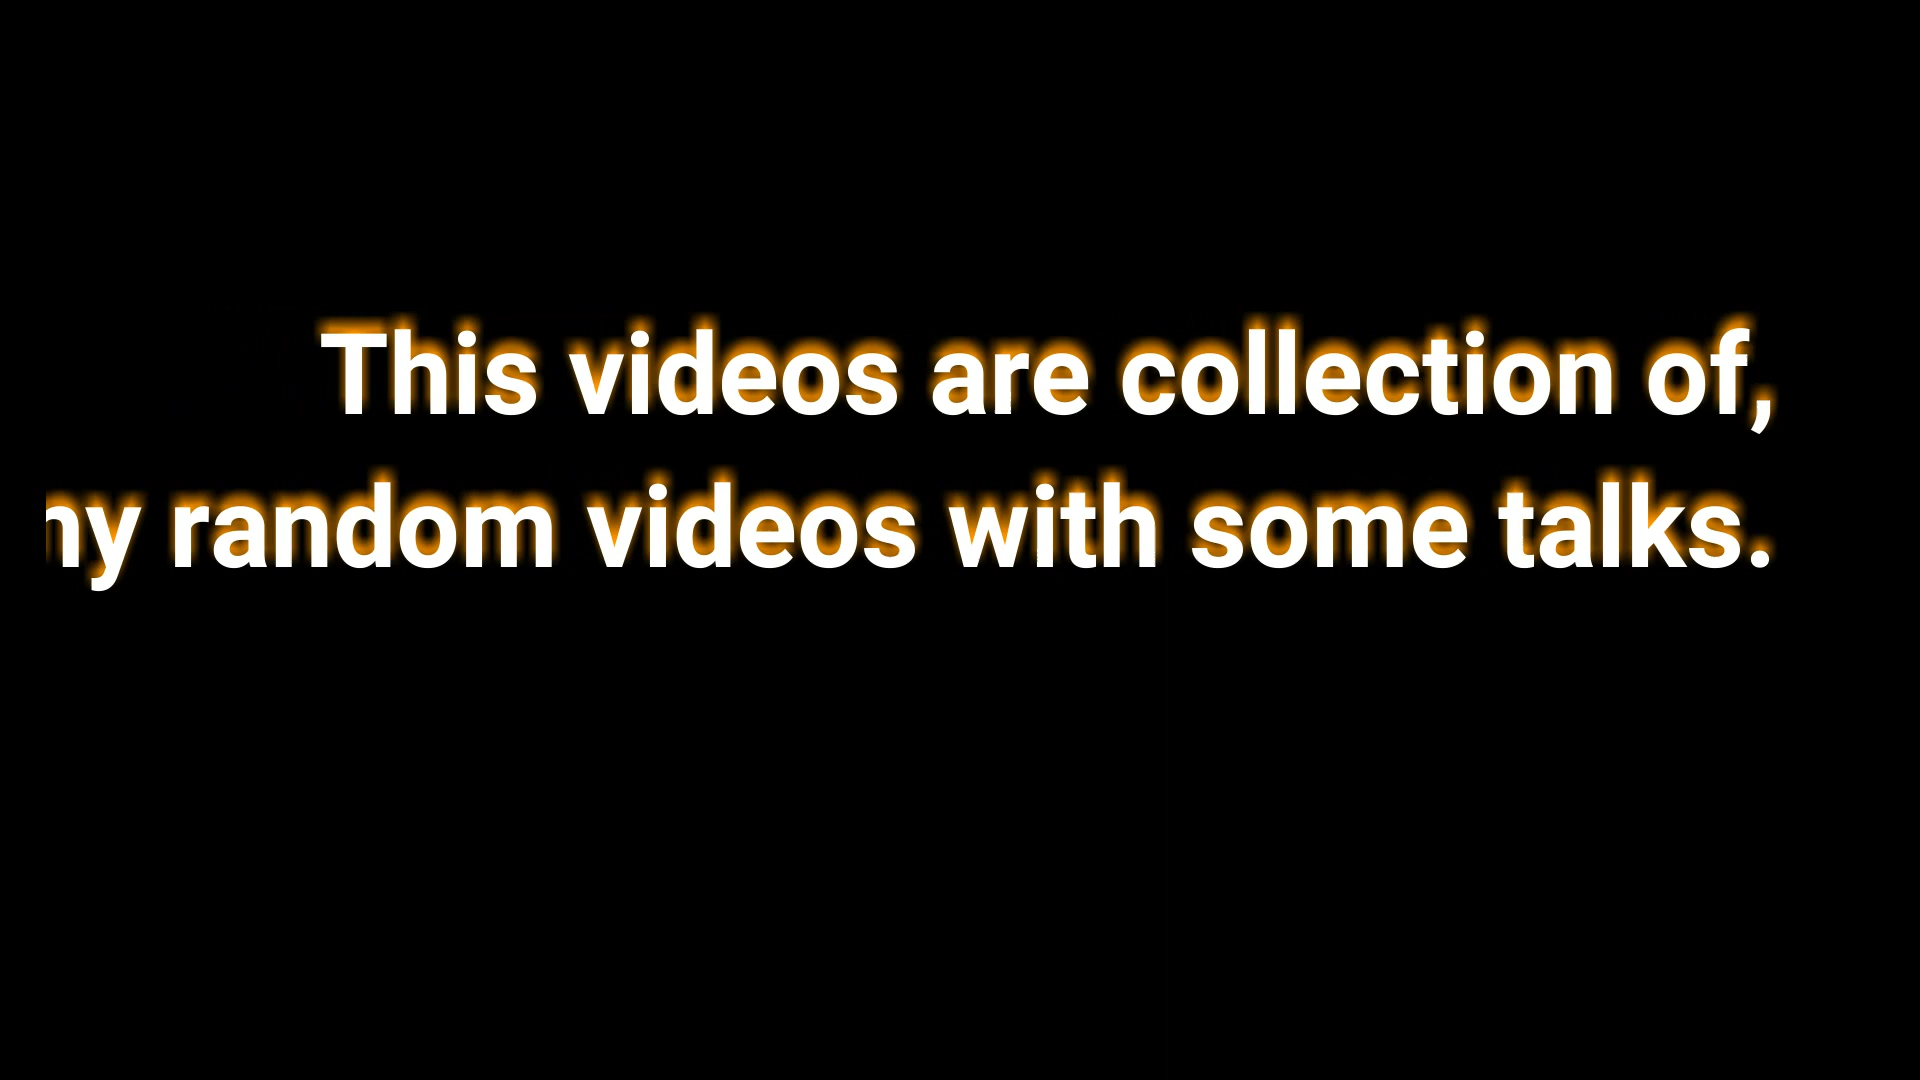 This videos are collection of,
random videos with some talks.